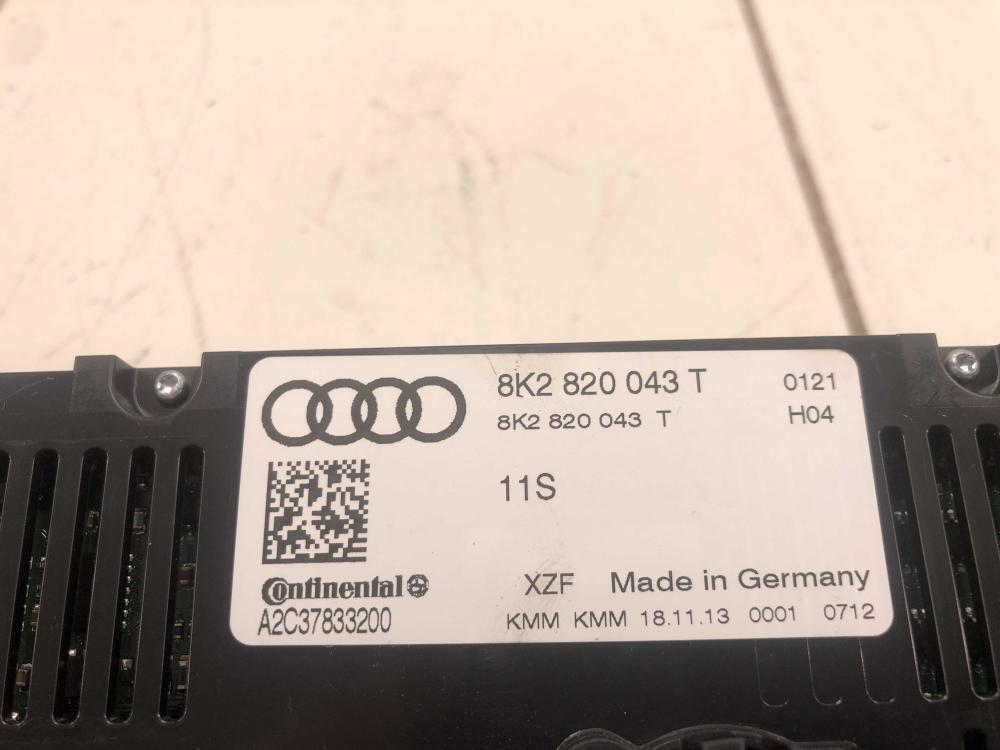 8K2 820 043 T 0121
8K2 820 043 T H04
11S
Continental
XZF Made in Germany
A2C37833200
KMM KMM 18.11.13 0001 0712